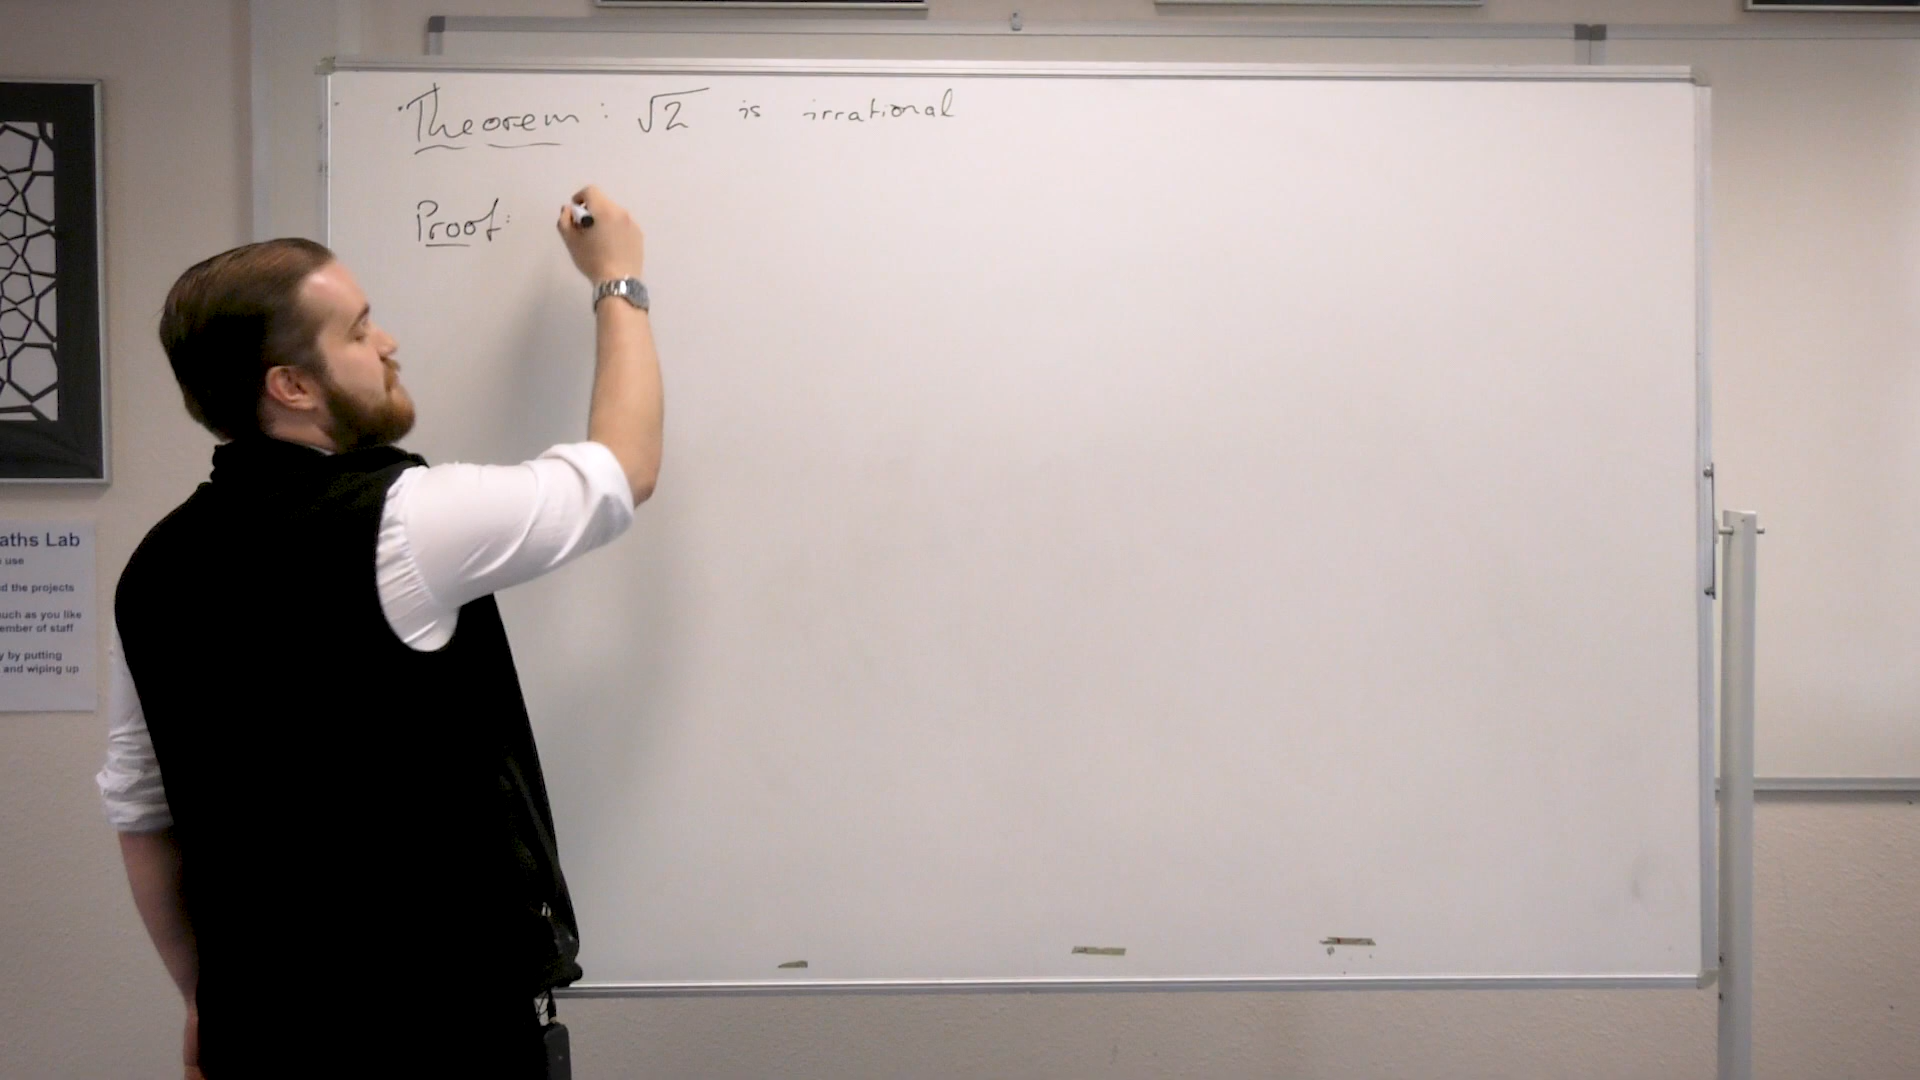 Theorem: √2 is irrational
Proof:
aths Lab
use
d the projects
uch as you like
ember of staff
y by putting
and wiping up